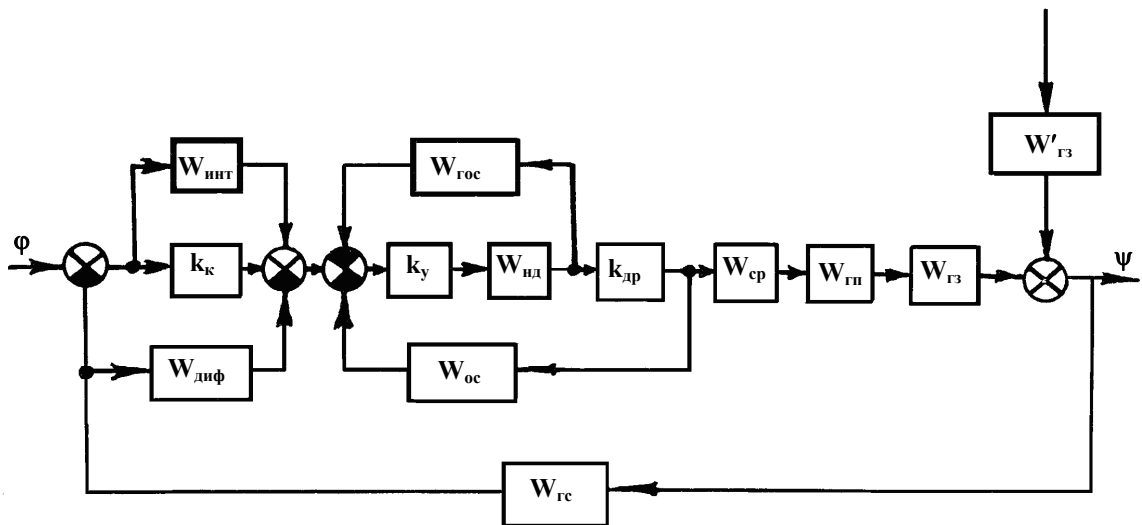 W'гз
Wинт
Wгос
φ
kк
kу
Wнд
kдр
Wср
Wгп
Wгз
ψ
Wдиф
Wос
Wгс